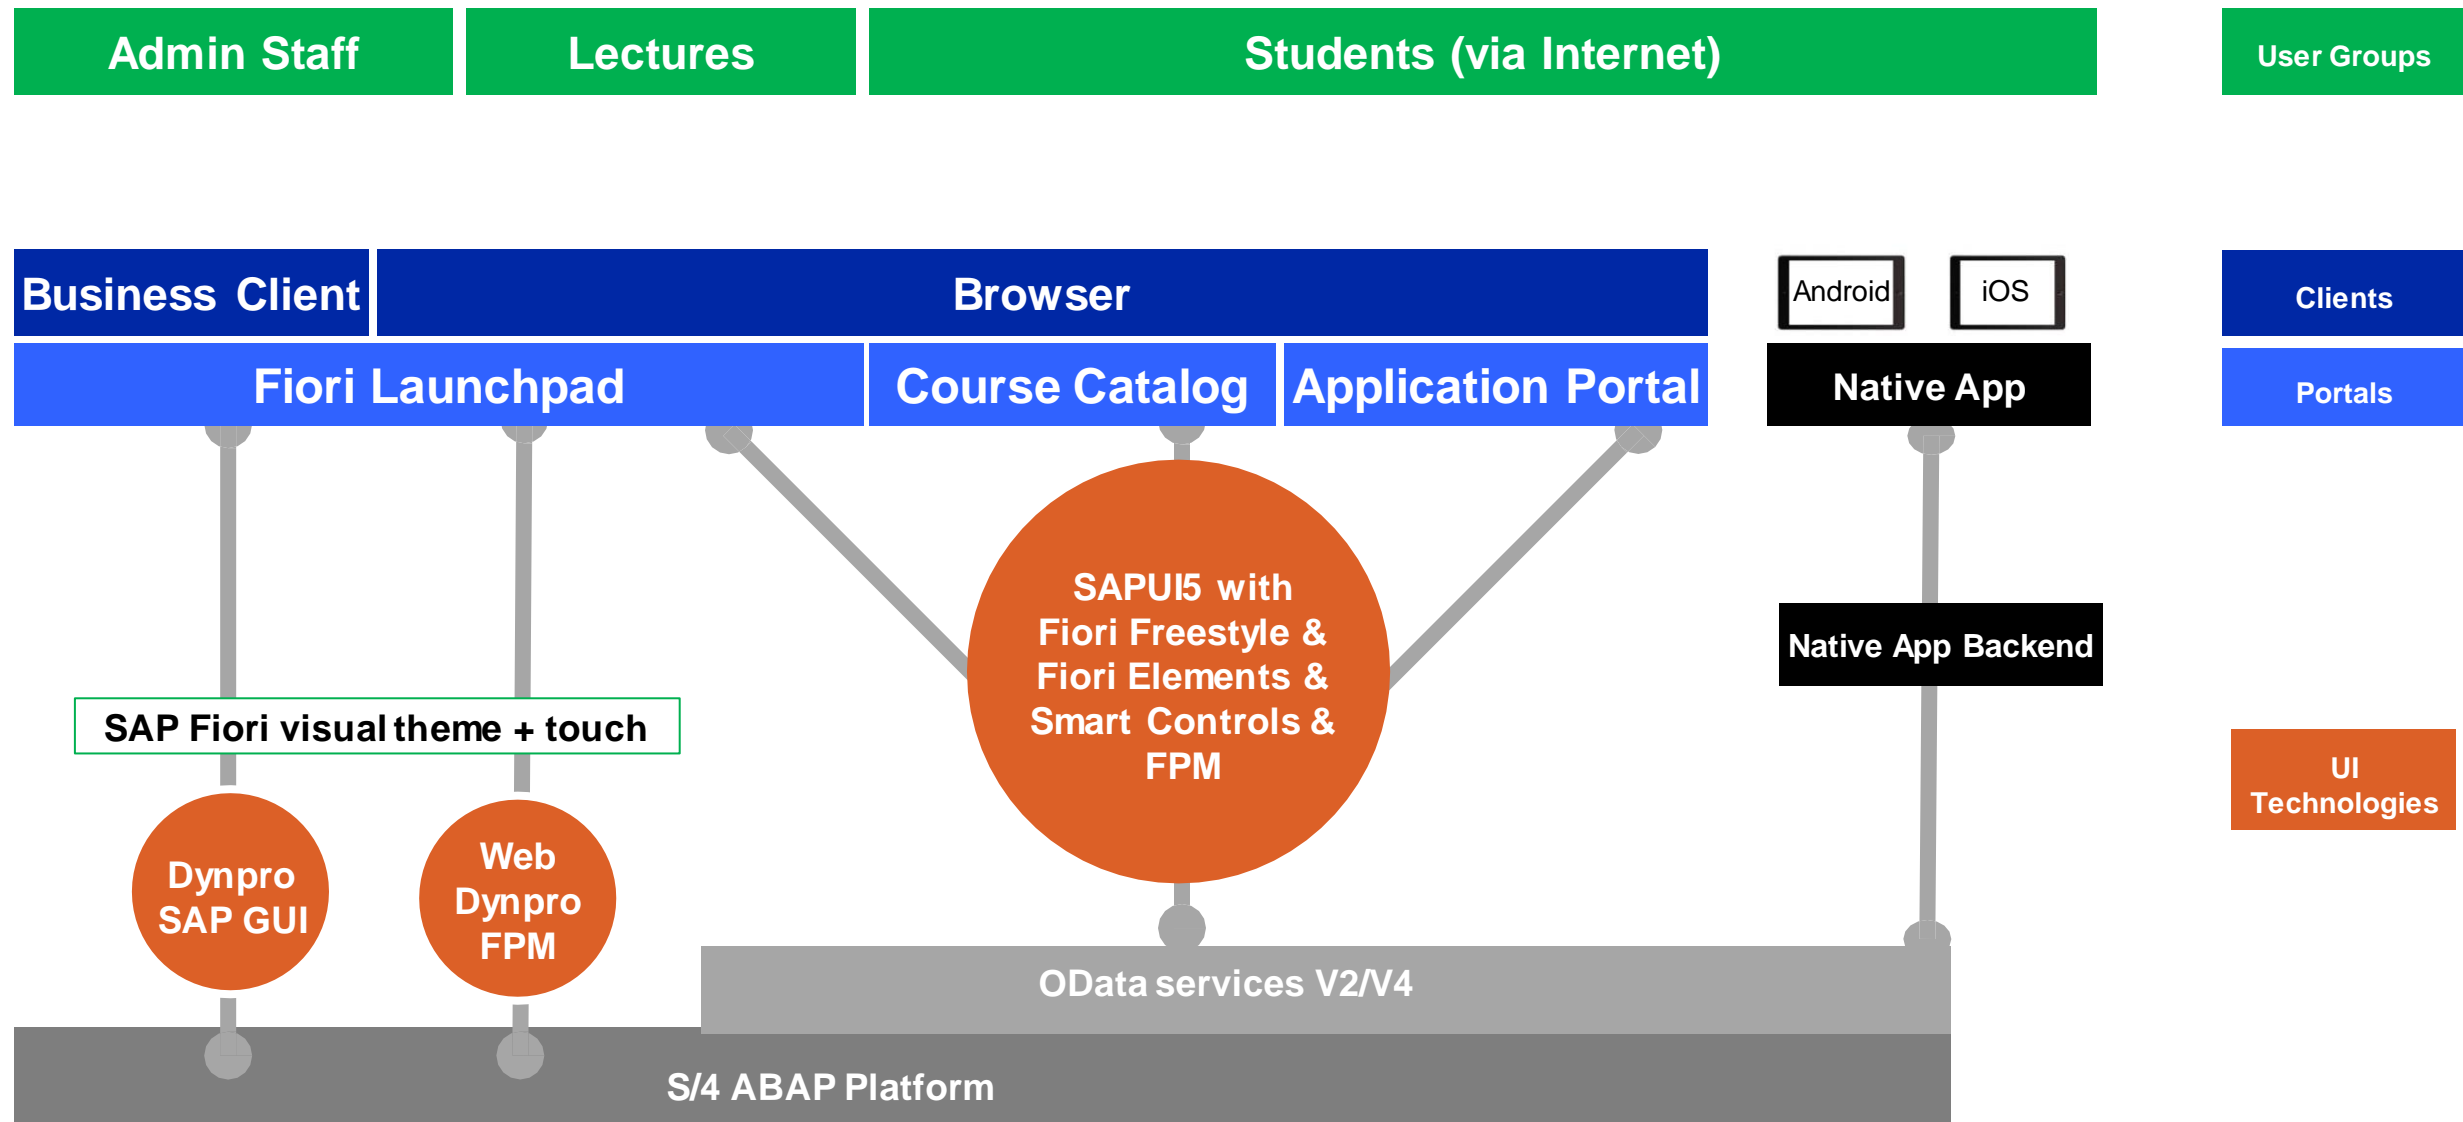 Admin Staff
Lectures
Students (via Internet)
User Groups
Business Client
Browser
Android
iOS
Clients
Fiori Launchpad
Course Catalog
Application Portal
Native App
Portals
SAPUI5 with
Fiori Freestyle &
Fiori Elements &
Smart Controls &
FPM
Native App Backend
SAP Fiori visual theme + touch
UI
Technologies
Dynpro
SAP GUI
Web
Dynpro
FPM
OData services V2/V4
S/4 ABAP Platform